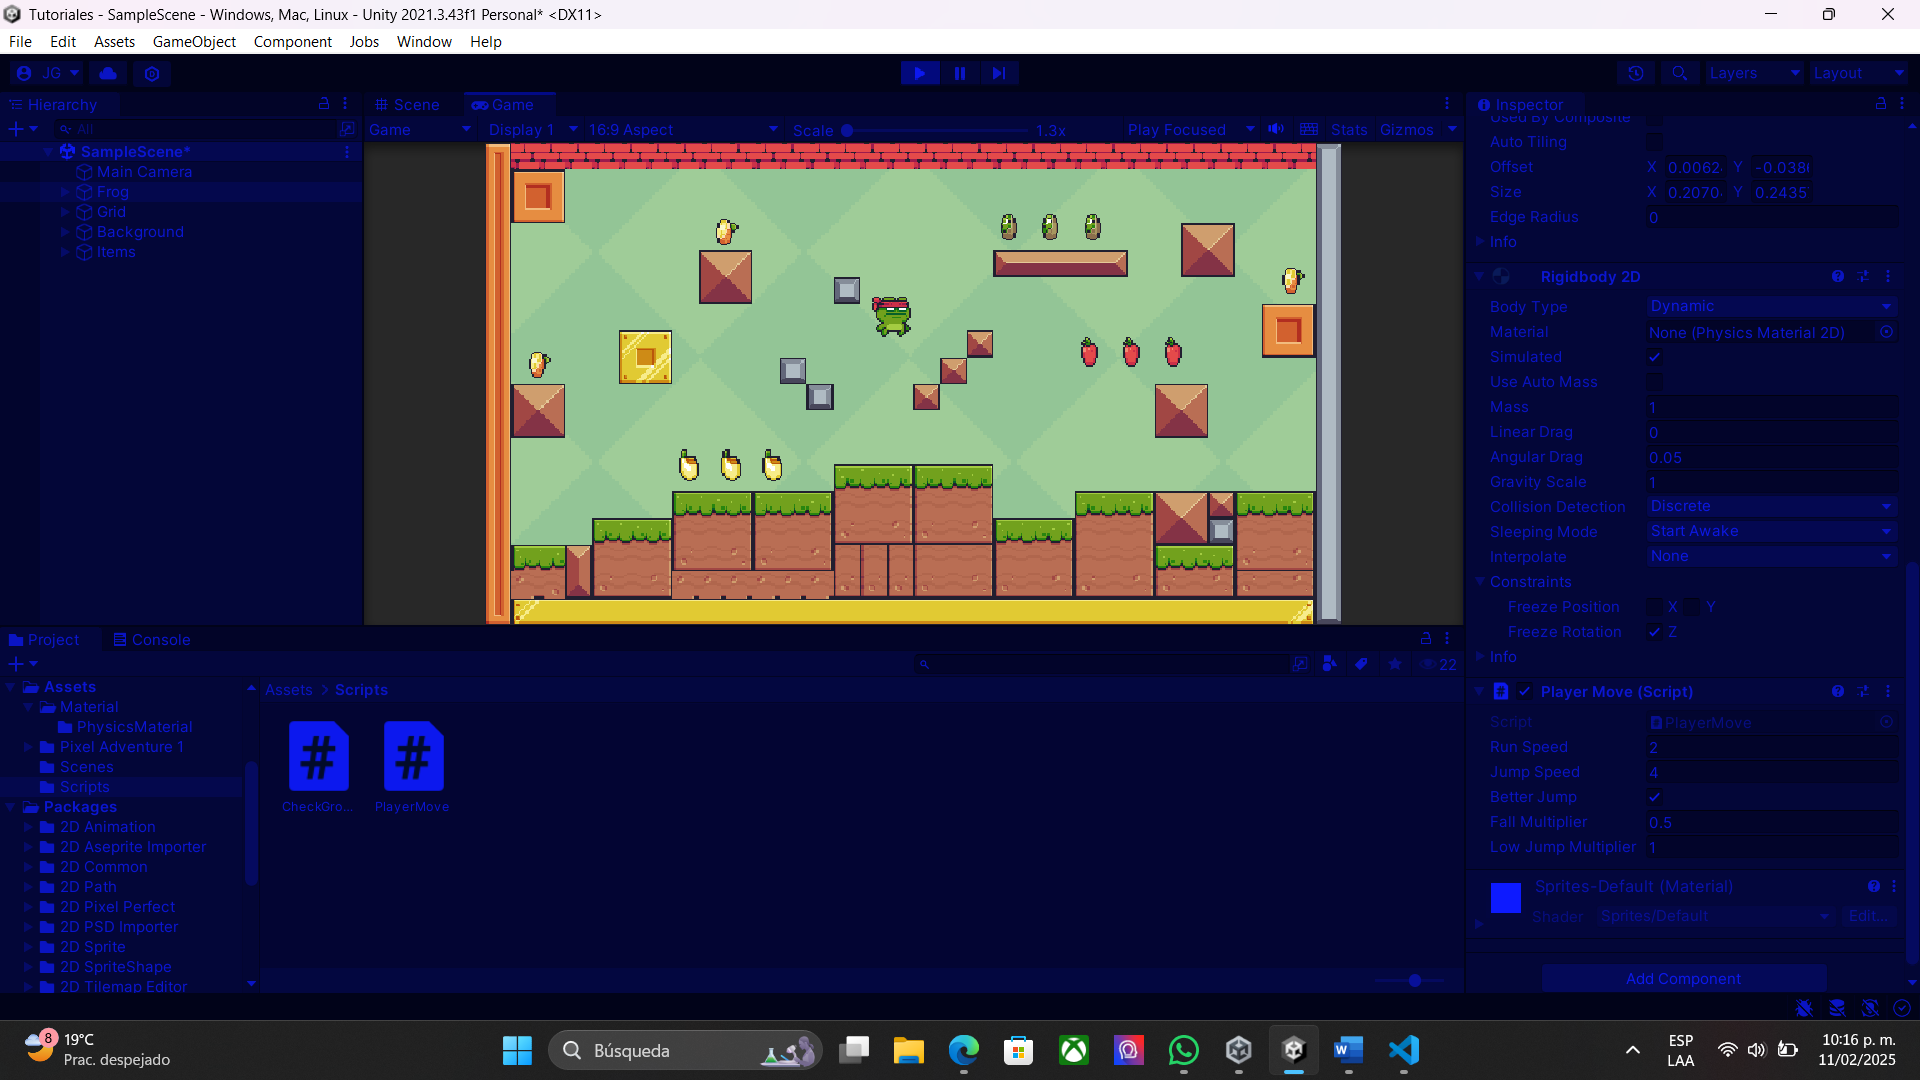 Tutoriales - SampleScene - Windows, Mac, Linux - Unity 2021.3.43f1 Personal* <DX11>
File Edit Assets GameObject Component Jobs Window Help
JG Layers Layout
Hierarchy
All
SampleScene*
Main Camera
Frog
Grid
Background
Items
Scene Game
Game Display 1 16:9 Aspect Scale 1.3x Play Focused Stats Gizmos
Inspector
Used By Composite
Auto Tiling
Offset X 0.0062 Y -0.038
Size X 0.2070 Y 0.2435
Edge Radius 0
Info
Rigidbody 2D
Body Type Dynamic
Material None (Physics Material 2D)
Simulated
Use Auto Mass
Mass 1
Linear Drag 0
Angular Drag 0.05
Gravity Scale 1
Collision Detection Discrete
Sleeping Mode Start Awake
Interpolate None
Constraints
Freeze Position X Y
Freeze Rotation Z
Info
Player Move (Script)
Script PlayerMove
Run Speed 2
Jump Speed 4
Better Jump
Fall Multiplier 0.5
Low Jump Multiplier 1
Sprites-Default (Material)
Shader Sprites/Default Edit...
Add Component
Project Console
22
Assets
Material
PhysicsMaterial
Pixel Adventure 1
Scenes
Scripts
Packages
2D Animation
2D Aseprite Importer
2D Common
2D Path
2D Pixel Perfect
2D PSD Importer
2D Sprite
2D SpriteShape
2D Tilemap Editor
Assets > Scripts
# #
CheckGro... PlayerMove
8 19°C
Prac. despejado
Búsqueda
ESP
LAA
10:16 p. m.
11/02/2025